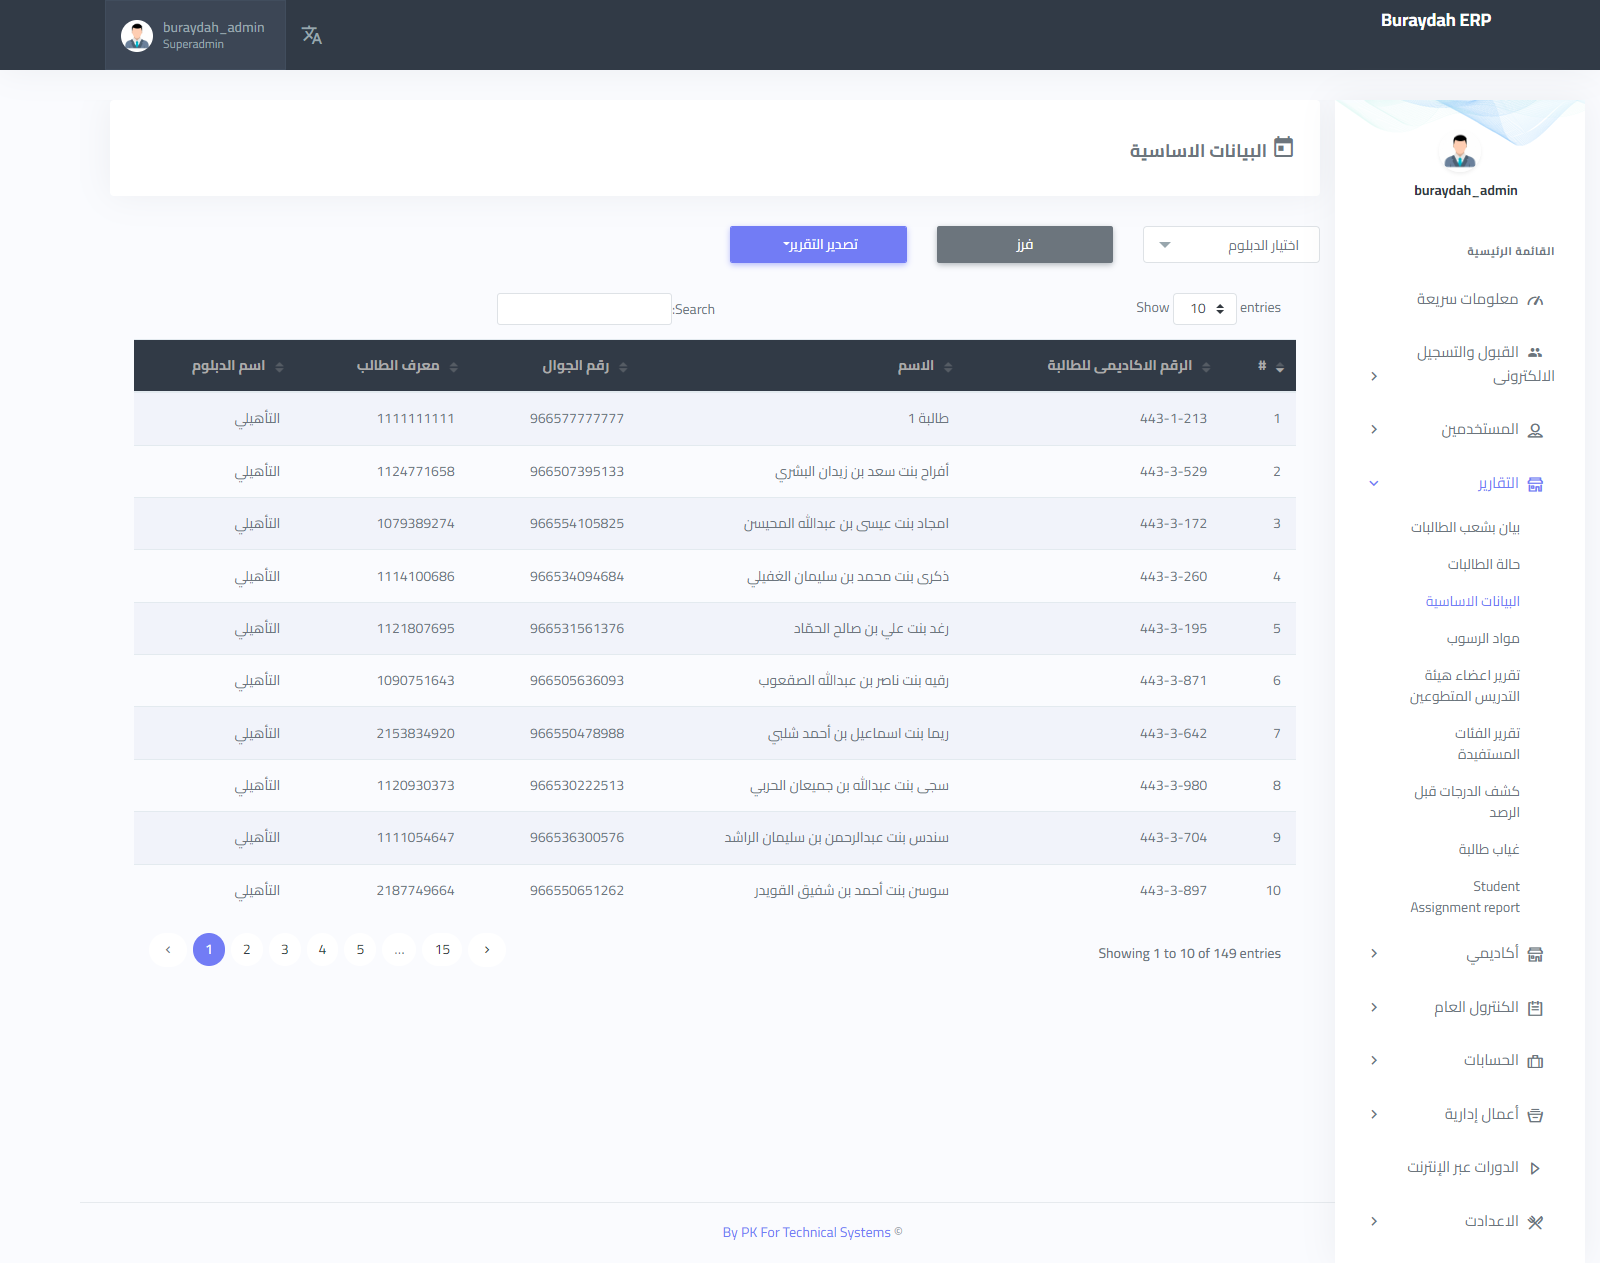 Buraydah ERP
buraydah_admin
Superadmin
buraydah_admin
القائمة الرئيسية
معلومات سريعة
القبول والتسجيل
الالكترونى
المستخدمين
التقارير
بيان بشعب الطالبات
حالة الطالبات
البيانات الاساسية
مواد الرسوب
تقرير اعضاء هيئة
التدريس المتطوعين
تقرير الفئات
المستفيدة
كشف الدرجات قبل
الرصد
غياب طالبة
Student
Assignment report
أكاديمي
الكنترول العام
الحسابات
أعمال إدارية
الدورات عبر الإنترنت
الاعدادت
البيانات الاساسية
اختيار الدبلوم
فرز
تصدير التقرير
Show 10 entries
Search:
# الرقم الاكاديمى للطالبة الاسم رقم الجوال معرف الطالب اسم الدبلوم
1 443-1-213 طالبة 1 966577777777 1111111111 التأهيلي
2 443-3-529 أفراح بنت سعد بن زيدان البشري 966507395133 1124771658 التأهيلي
3 443-3-172 امجاد بنت عيسى بن عبدالله المحيسن 966554105825 1079389274 التأهيلي
4 443-3-260 ذكرى بنت محمد بن سليمان الغفيلي 966534094684 1114100686 التأهيلي
5 443-3-195 رغد بنت علي بن صالح الحمّاد 966531561376 1121807695 التأهيلي
6 443-3-871 رقيه بنت ناصر بن عبدالله الصقعوب 966505636093 1090751643 التأهيلي
7 443-3-642 ريما بنت اسماعيل بن أحمد شلبي 966550478988 2153834920 التأهيلي
8 443-3-980 سجى بنت عبدالله بن جميعان الحربي 966530222513 1120930373 التأهيلي
9 443-3-704 سندس بنت عبدالرحمن بن سليمان الراشد 966536300576 1111054647 التأهيلي
10 443-3-897 سوسن بنت أحمد بن شفيق القويدر 966550651262 2187749664 التأهيلي
Showing 1 to 10 of 149 entries
‹ 1 2 3 4 5 … 15 ›
By PK For Technical Systems ©